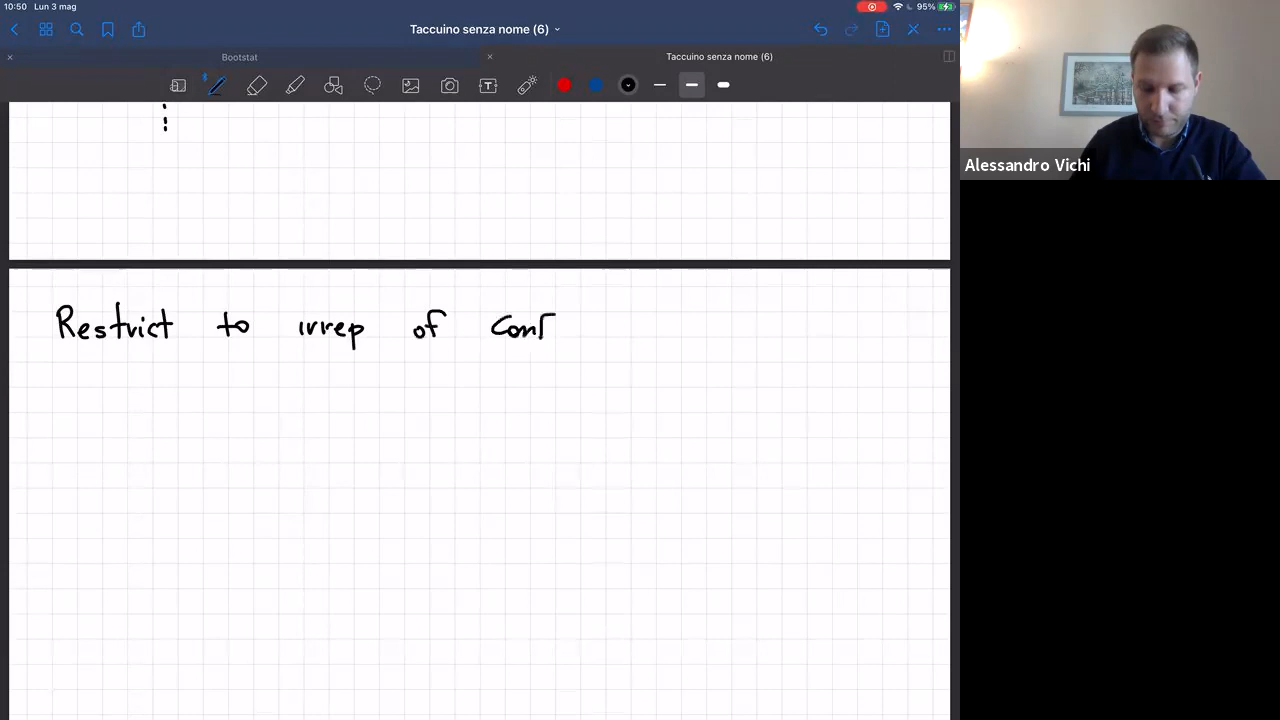 10:50 Lun 3 mag
95%
Taccuino senza nome (6)
Bootstat
Taccuino senza nome (6)
Alessandro Vichi
Restrict to irrep of Conf